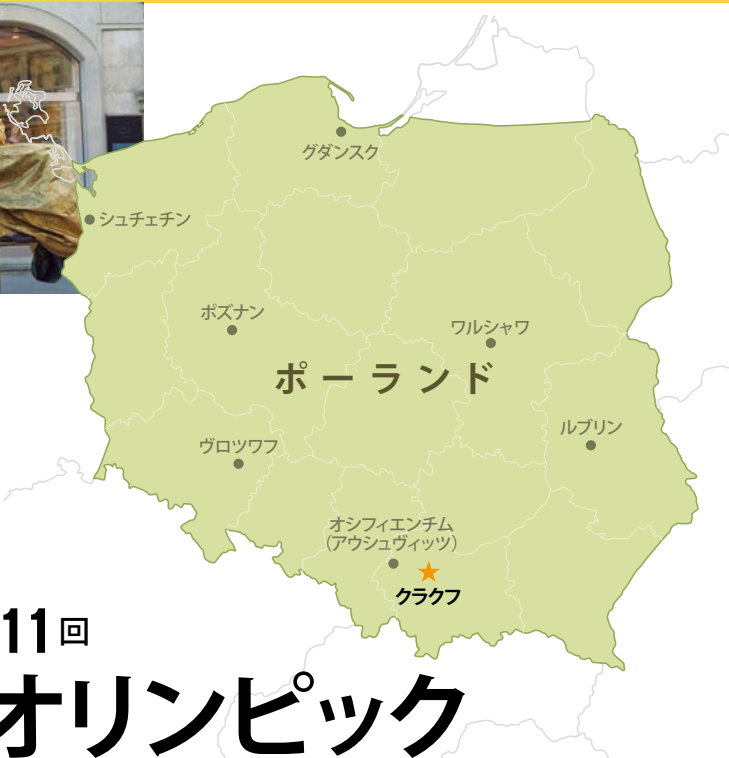 グダンスク
シュチェチン
ポズナン
ワルシャワ
ポーランド
ルブリン
ヴロツワフ
オシフィエンチム
(アウシュヴィッツ)
クラクフ
11回
オリンピック